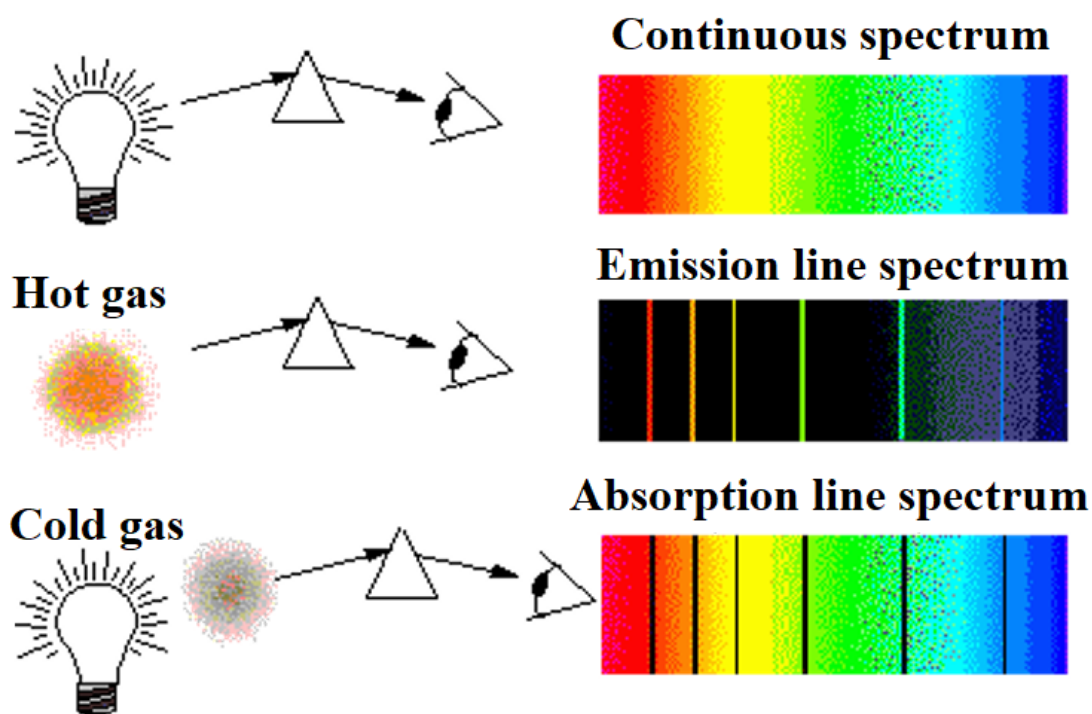 Continuous spectrum
Emission line spectrum
Hot gas
Absorption line spectrum
Cold gas